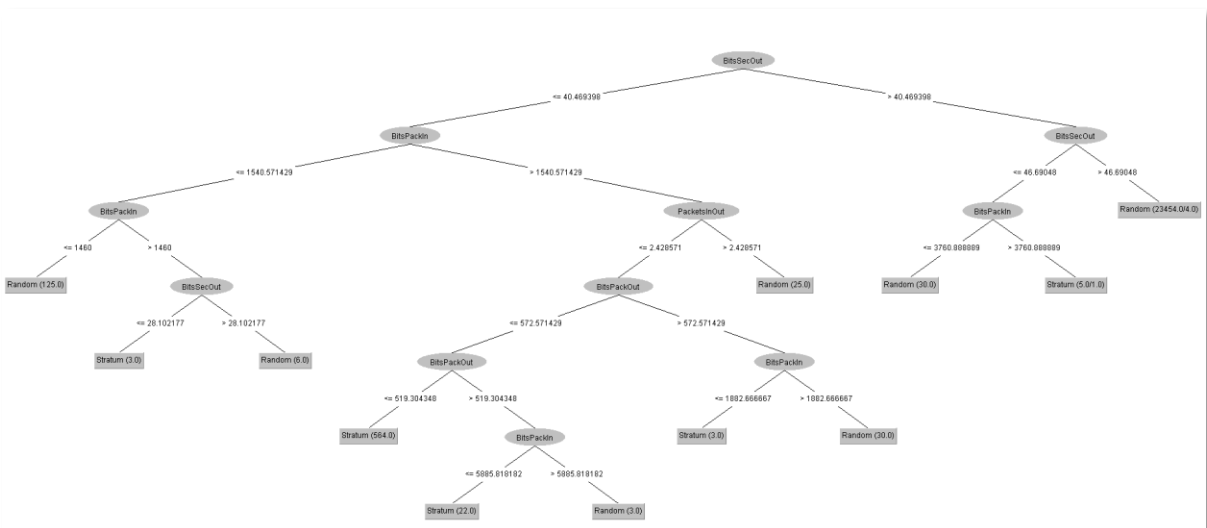 BitsSecOut
<= 40.469398 > 40.469398
BitsPackIn BitsSecOut
<= 1540.571429 > 1540.571429 <= 46.69048 > 46.69048
BitsPackIn PacketsInOut BitsPackIn Random (23454.0/4.0)
<= 1460 > 1460 <= 2.428571 > 2.428571 <= 3760.888889 > 3760.888889
Random (125.0) BitsSecOut BitsPackOut Random (25.0) Random (30.0) Stratum (5.0/1.0)
<= 28.102177 > 28.102177 <= 572.571429 > 572.571429
Stratum (3.0) Random (6.0) BitsPackOut BitsPackIn
<= 519.304348 > 519.304348 <= 1882.666667 > 1882.666667
Stratum (564.0) BitsPackIn Stratum (3.0) Random (30.0)
<= 5885.818182 > 5885.818182
Stratum (22.0) Random (3.0)